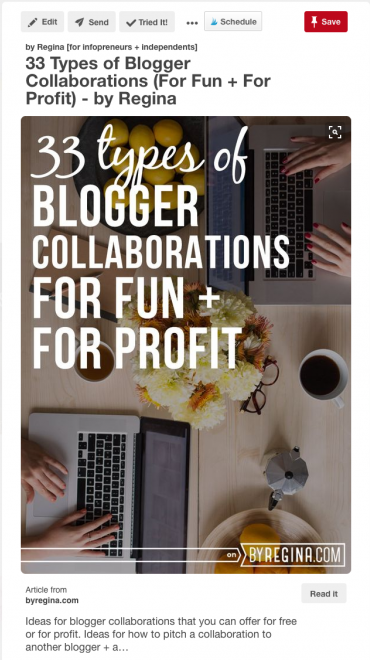 Edit Send Tried It! Schedule Save
by Regina [for infopreneurs + independents]
33 Types of Blogger
Collaborations (For Fun + For
Profit) - by Regina
33 types of
BLOGGER
COLLABORATIONS
FOR FUN +
FOR PROFIT
on BYREGINA.COM
Article from
byregina.com
Read it
Ideas for blogger collaborations that you can offer for free
or for profit. Ideas for how to pitch a collaboration to
another blogger + a…